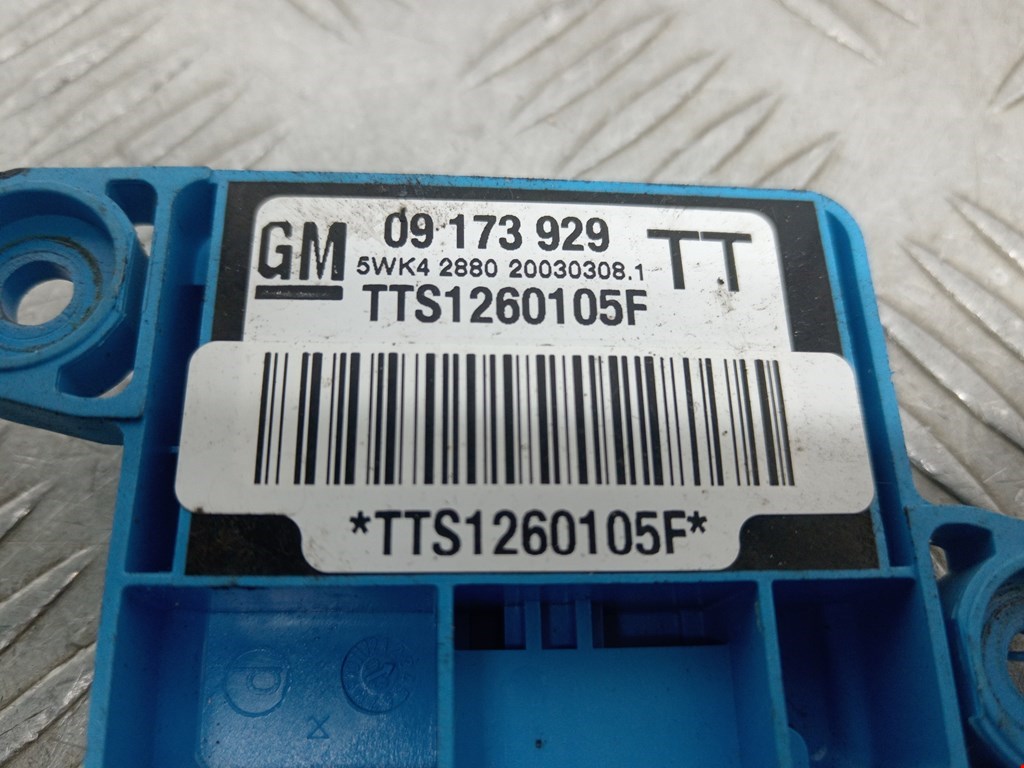 GM 09 173 929 TT
5WK4 2880 20030308.1
TTS1260105F
*TTS1260105F*